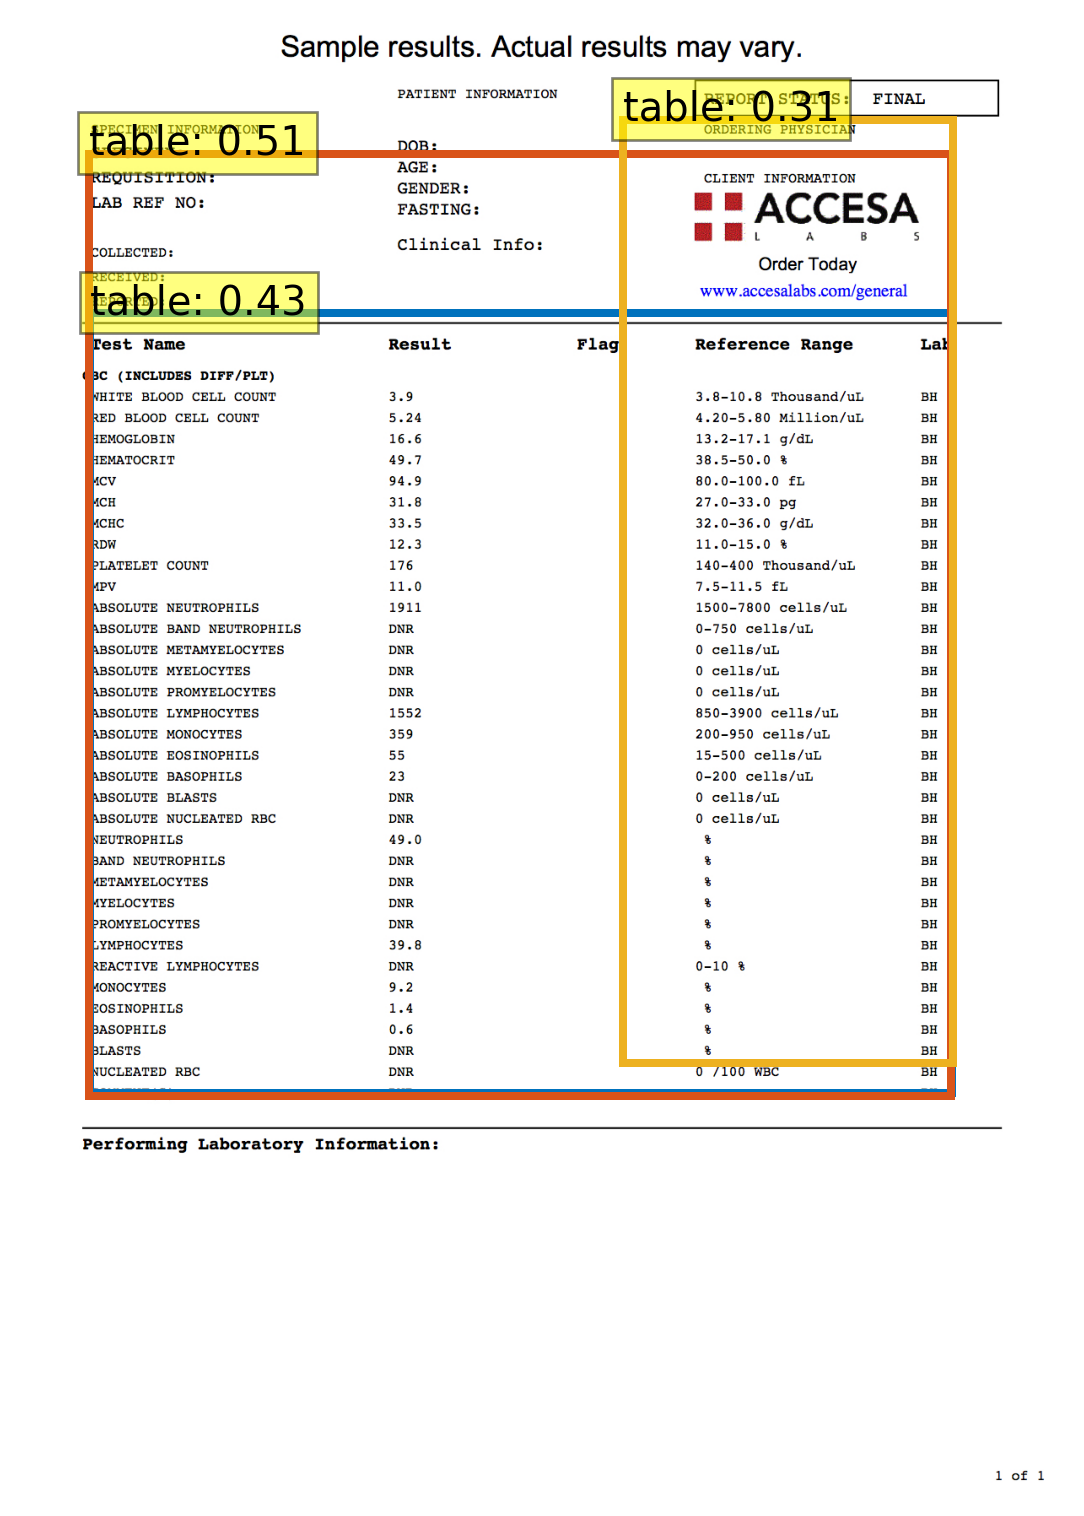 Sample results. Actual results may vary.
PATIENT INFORMATION
REPORT STATUS: FINAL
table: 0.31
SPECIMEN INFORMATION
table: 0.51
ORDERING PHYSICIAN
DOB:
AGE:
REQUISITION:
GENDER:
LAB REF NO:
FASTING:
CLIENT INFORMATION
ACCESA
L A B S
Clinical Info:
COLLECTED:
Order Today
RECEIVED:
www.accesalabs.com/general
REPORTED:
table: 0.43
Test Name Result Flag Reference Range Lab
CBC (INCLUDES DIFF/PLT)
WHITE BLOOD CELL COUNT 3.9 3.8-10.8 Thousand/uL BH
RED BLOOD CELL COUNT 5.24 4.20-5.80 Million/uL BH
HEMOGLOBIN 16.6 13.2-17.1 g/dL BH
HEMATOCRIT 49.7 38.5-50.0 % BH
MCV 94.9 80.0-100.0 fL BH
MCH 31.8 27.0-33.0 pg BH
MCHC 33.5 32.0-36.0 g/dL BH
RDW 12.3 11.0-15.0 % BH
PLATELET COUNT 176 140-400 Thousand/uL BH
MPV 11.0 7.5-11.5 fL BH
ABSOLUTE NEUTROPHILS 1911 1500-7800 cells/uL BH
ABSOLUTE BAND NEUTROPHILS DNR 0-750 cells/uL BH
ABSOLUTE METAMYELOCYTES DNR 0 cells/uL BH
ABSOLUTE MYELOCYTES DNR 0 cells/uL BH
ABSOLUTE PROMYELOCYTES DNR 0 cells/uL BH
ABSOLUTE LYMPHOCYTES 1552 850-3900 cells/uL BH
ABSOLUTE MONOCYTES 359 200-950 cells/uL BH
ABSOLUTE EOSINOPHILS 55 15-500 cells/uL BH
ABSOLUTE BASOPHILS 23 0-200 cells/uL BH
ABSOLUTE BLASTS DNR 0 cells/uL BH
ABSOLUTE NUCLEATED RBC DNR 0 cells/uL BH
NEUTROPHILS 49.0 % BH
BAND NEUTROPHILS DNR % BH
METAMYELOCYTES DNR % BH
MYELOCYTES DNR % BH
PROMYELOCYTES DNR % BH
LYMPHOCYTES 39.8 % BH
REACTIVE LYMPHOCYTES DNR 0-10 % BH
MONOCYTES 9.2 % BH
EOSINOPHILS 1.4 % BH
BASOPHILS 0.6 % BH
BLASTS DNR % BH
NUCLEATED RBC DNR 0 /100 WBC BH
Performing Laboratory Information:
1 of 1